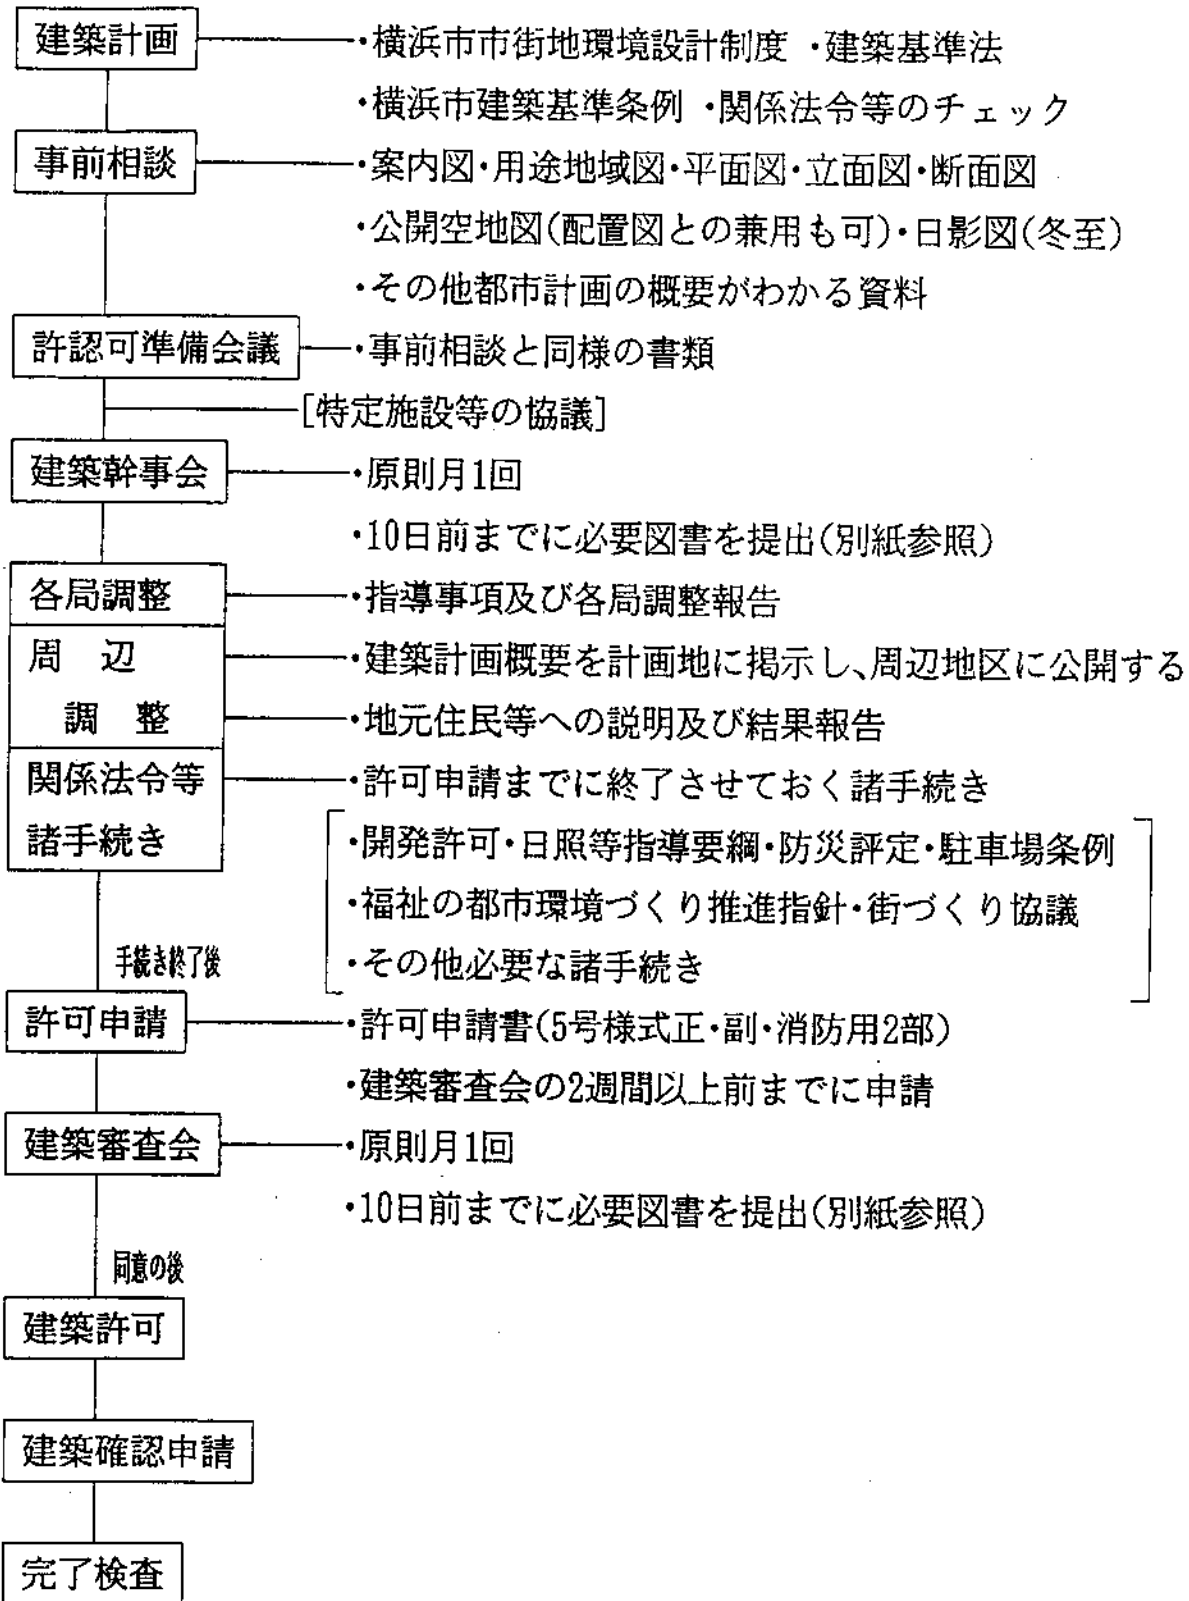 建築計画 ・横浜市市街地環境設計制度 ・建築基準法
・横浜市建築基準条例 ・関係法令等のチェック
事前相談 ・案内図・用途地域図・平面図・立面図・断面図
・公開空地図(配置図との兼用も可)・日影図(冬至)
・その他都市計画の概要がわかる資料
許認可準備会議 ・事前相談と同様の書類
[特定施設等の協議]
建築幹事会 ・原則月1回
・10日前までに必要図書を提出(別紙参照)
各局調整 ・指導事項及び各局調整報告
周 辺 ・建築計画概要を計画地に掲示し、周辺地区に公開する
調 整 ・地元住民等への説明及び結果報告
関係法令等 ・許可申請までに終了させておく諸手続き
諸手続き ・開発許可・日照等指導要綱・防災評定・駐車場条例
・福祉の都市環境づくり推進指針・街づくり協議
手続き終了後 ・その他必要な諸手続き
許可申請 ・許可申請書(5号様式正・副・消防用2部)
・建築審査会の2週間以上前までに申請
建築審査会 ・原則月1回
・10日前までに必要図書を提出(別紙参照)
同意の後
建築許可
建築確認申請
完了検査